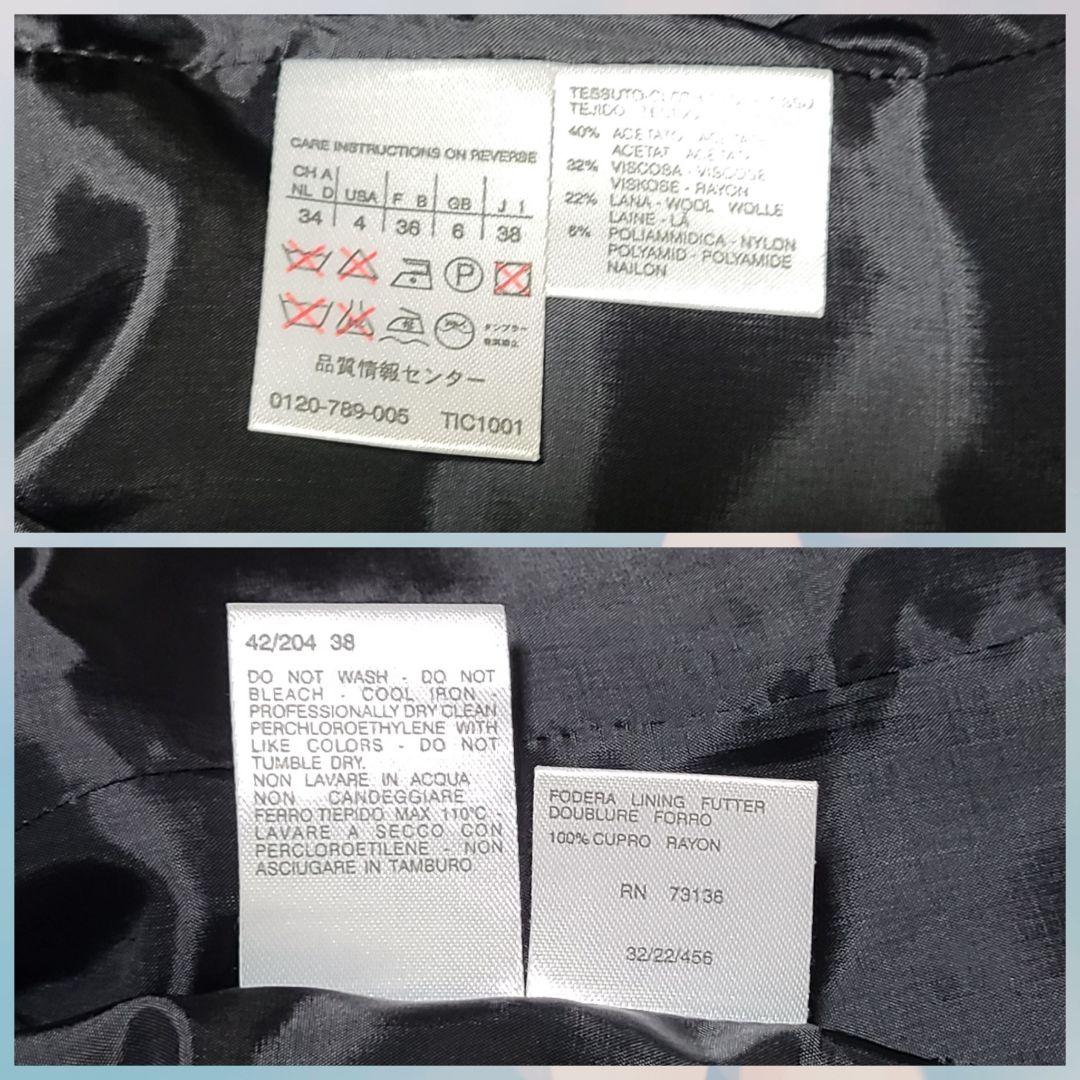 CARE INSTRUCTIONS ON REVERSE
CH A
NL D USA F B GB J I
34 4 36 6 38
P
品質情報センター
0120-789-005 TIC1001
TESSUTO
TEJIDO
40% ACETATO
ACETAT
32% VISCOSA - VISCOSE
VISKOSE - RAYON
22% LANA - WOOL WOLLE
LAINE - LÃ
6% POLIAMMIDICA - NYLON
POLYAMID - POLYAMIDE
NAILON
42/204 38
DO NOT WASH - DO NOT
BLEACH - COOL IRON -
PROFESSIONALLY DRY CLEAN
PERCHLOROETHYLENE WITH
LIKE COLORS - DO NOT
TUMBLE DRY.
NON LAVARE IN ACQUA
NON CANDEGGIARE
FERRO TIEPIDO MAX 110°C -
LAVARE A SECCO CON
PERCLOROETILENE - NON
ASCIUGARE IN TAMBURO.
FODERA LINING FUTTER
DOUBLURE FORRO
100% CUPRO RAYON
RN 73136
32/22/456